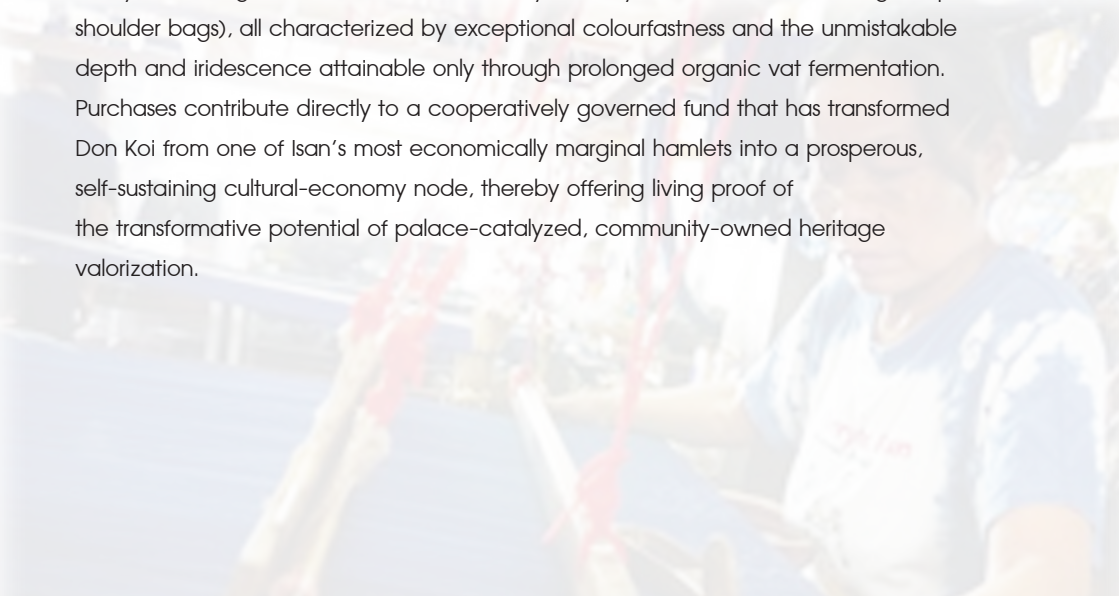 shoulder bags), all characterized by exceptional colourfastness and the unmistakable
depth and iridescence attainable only through prolonged organic vat fermentation.
Purchases contribute directly to a cooperatively governed fund that has transformed
Don Koi from one of Isan’s most economically marginal hamlets into a prosperous,
self-sustaining cultural-economy node, thereby offering living proof of
the transformative potential of palace-catalyzed, community-owned heritage
valorization.